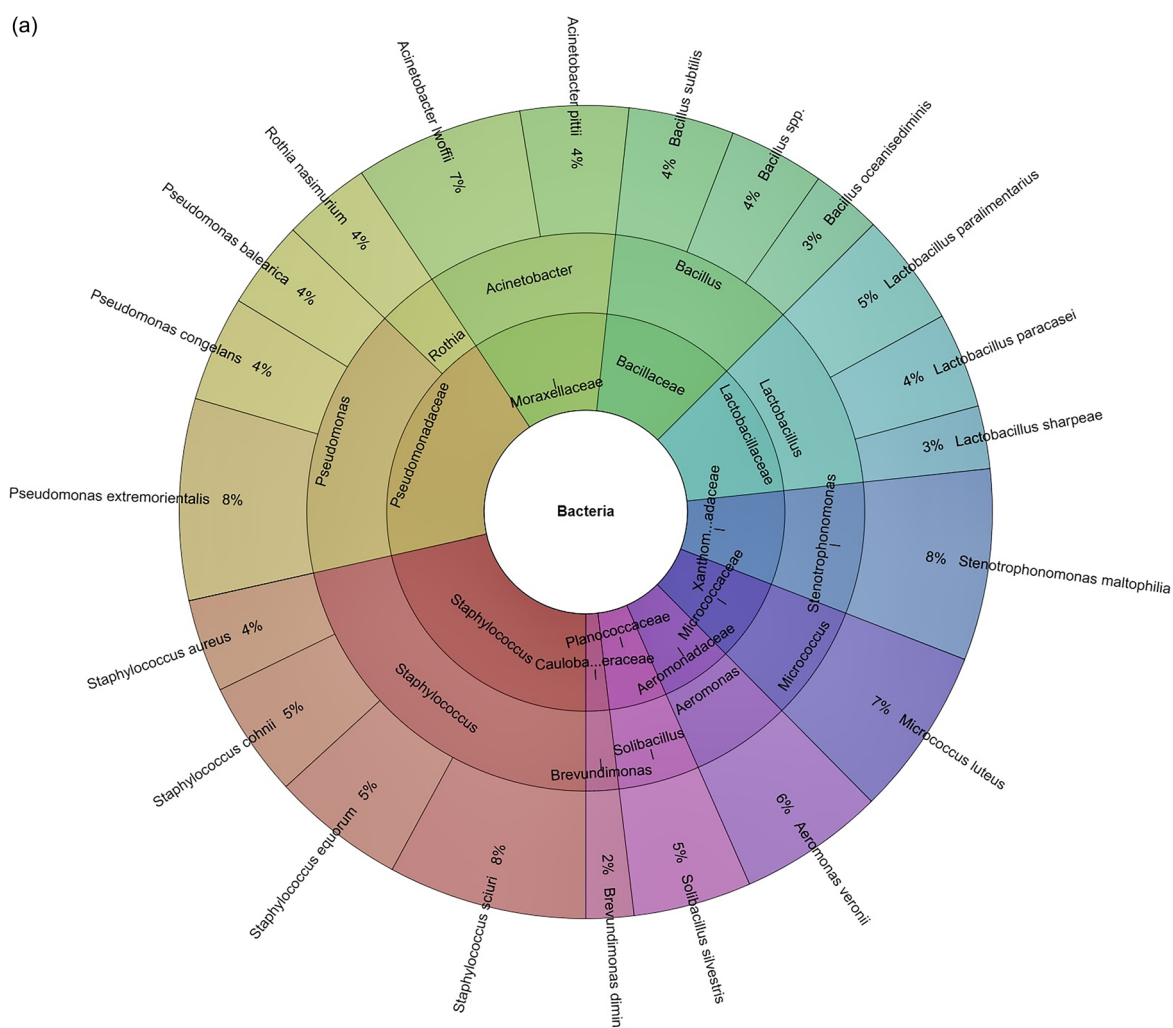 (a)
Acinetobacter pittii 4%
4% Bacillus subtilis
4% Bacillus spp.
3% Bacillus oceanisediminis
5% Lactobacillus paralimentarius
4% Lactobacillus paracasei
3% Lactobacillus sharpeae
8% Stenotrophonomonas maltophilia
7% Micrococcus luteus
6% Aeromonas veronii
5% Solibacillus silvestris
2% Brevundimonas dimin
Staphylococcus sciuri 8%
Staphylococcus equorum 5%
Staphylococcus cohnii 5%
Staphylococcus aureus 4%
Pseudomonas extremorientalis 8%
Pseudomonas congelans 4%
Pseudomonas balearica 4%
Rothia nasimurium 4%
Acinetobacter lwoffii 7%
Acinetobacter
Bacillus
Lactobacillus
Stenotrophonomonas
Micrococcus
Aeromonas
Solibacillus
Brevundimonas
Staphylococcus
Pseudomonas
Rothia
Moraxellaceae
Bacillaceae
Lactobacillaceae
Xanthom...adaceae
Micrococcaceae
Aeromonadaceae
Planococcaceae
Cauloba...eraceae
Staphylococcus
Pseudomonadaceae
Bacteria